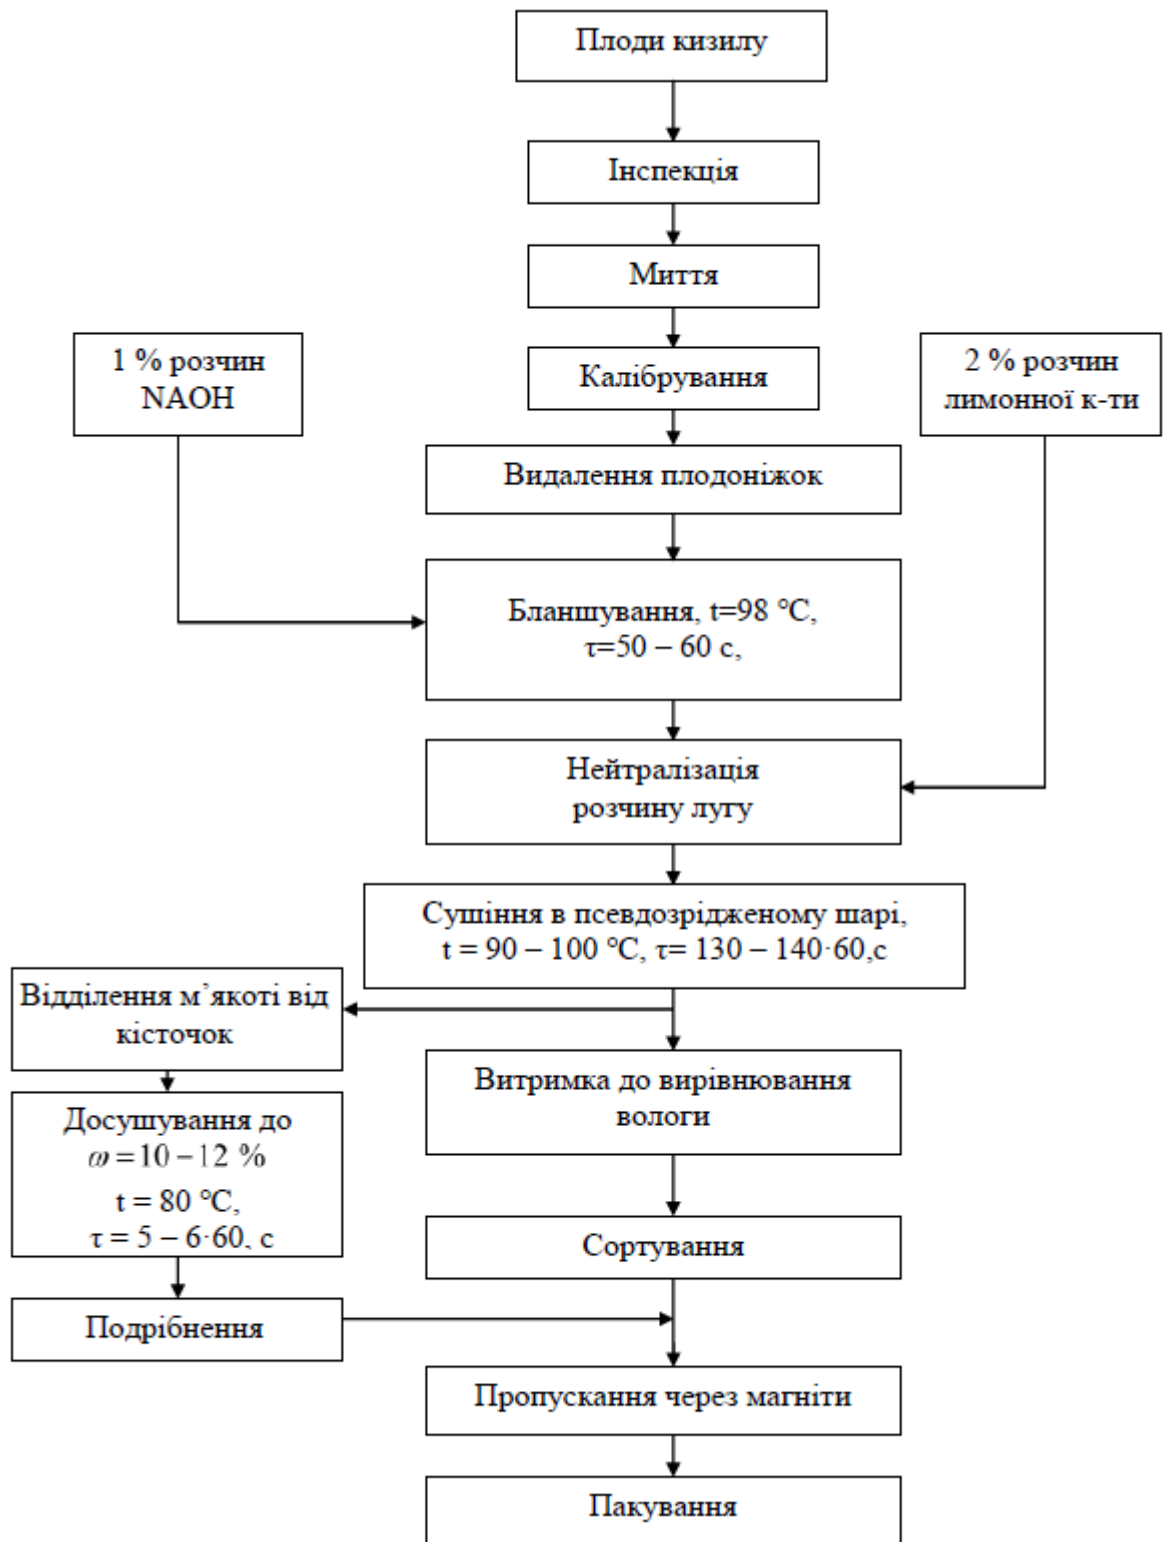 Плоди кизилу
Інспекція
Миття
1 % розчин
NAOH
Калібрування
2 % розчин
лимонної к-ти
Видалення плодоніжок
Бланшування, t=98 °С,
τ=50 – 60 с,
Нейтралізація
розчину лугу
Сушіння в псевдозрідженому шарі,
t = 90 – 100 °С, τ= 130 – 140·60,с
Відділення м’якоті від
кісточок
Витримка до вирівнювання
вологи
Досушування до
ω = 10 – 12 %
t = 80 °С,
τ = 5 – 6·60, с
Сортування
Подрібнення
Пропускання через магніти
Пакування